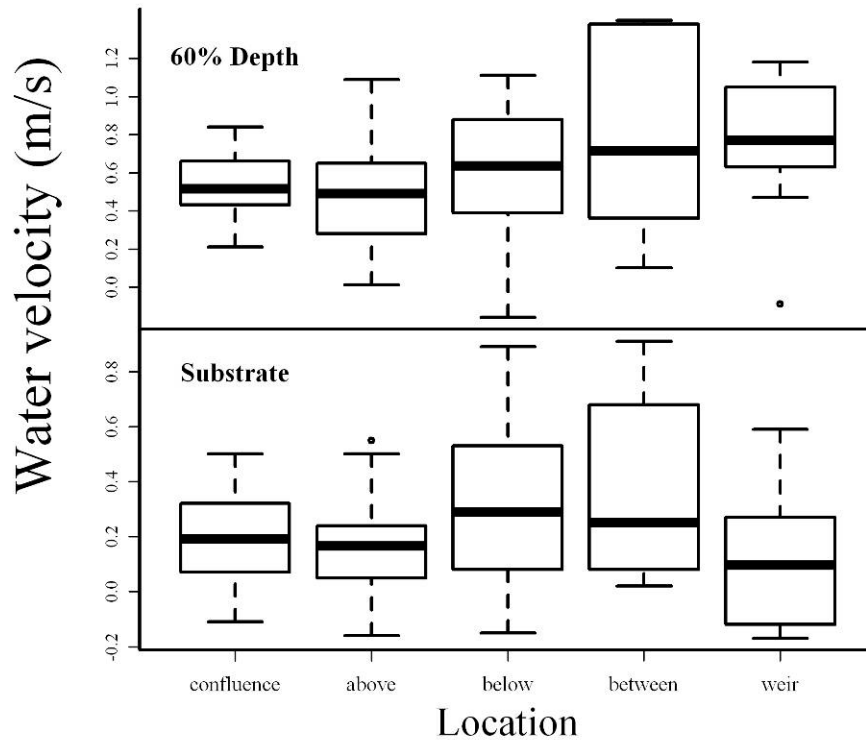 Water velocity (m/s)
60% Depth
1.2
1.0
0.8
0.6
0.4
0.2
0.0
Substrate
0.8
0.6
0.4
0.2
0.0
-0.2
confluence above below between weir
Location